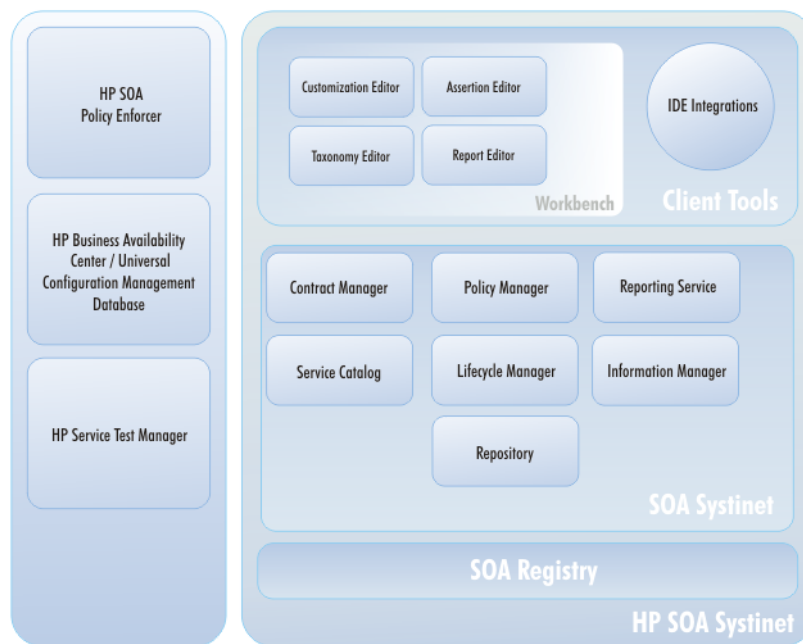 HP SOA
Policy Enforcer
HP Business Availability
Center / Universal
Configuration Management
Database
HP Service Test Manager
Customization Editor
Assertion Editor
Taxonomy Editor
Report Editor
Workbench
IDE Integrations
Client Tools
Contract Manager
Policy Manager
Reporting Service
Service Catalog
Lifecycle Manager
Information Manager
Repository
SOA Systinet
SOA Registry
HP SOA Systinet